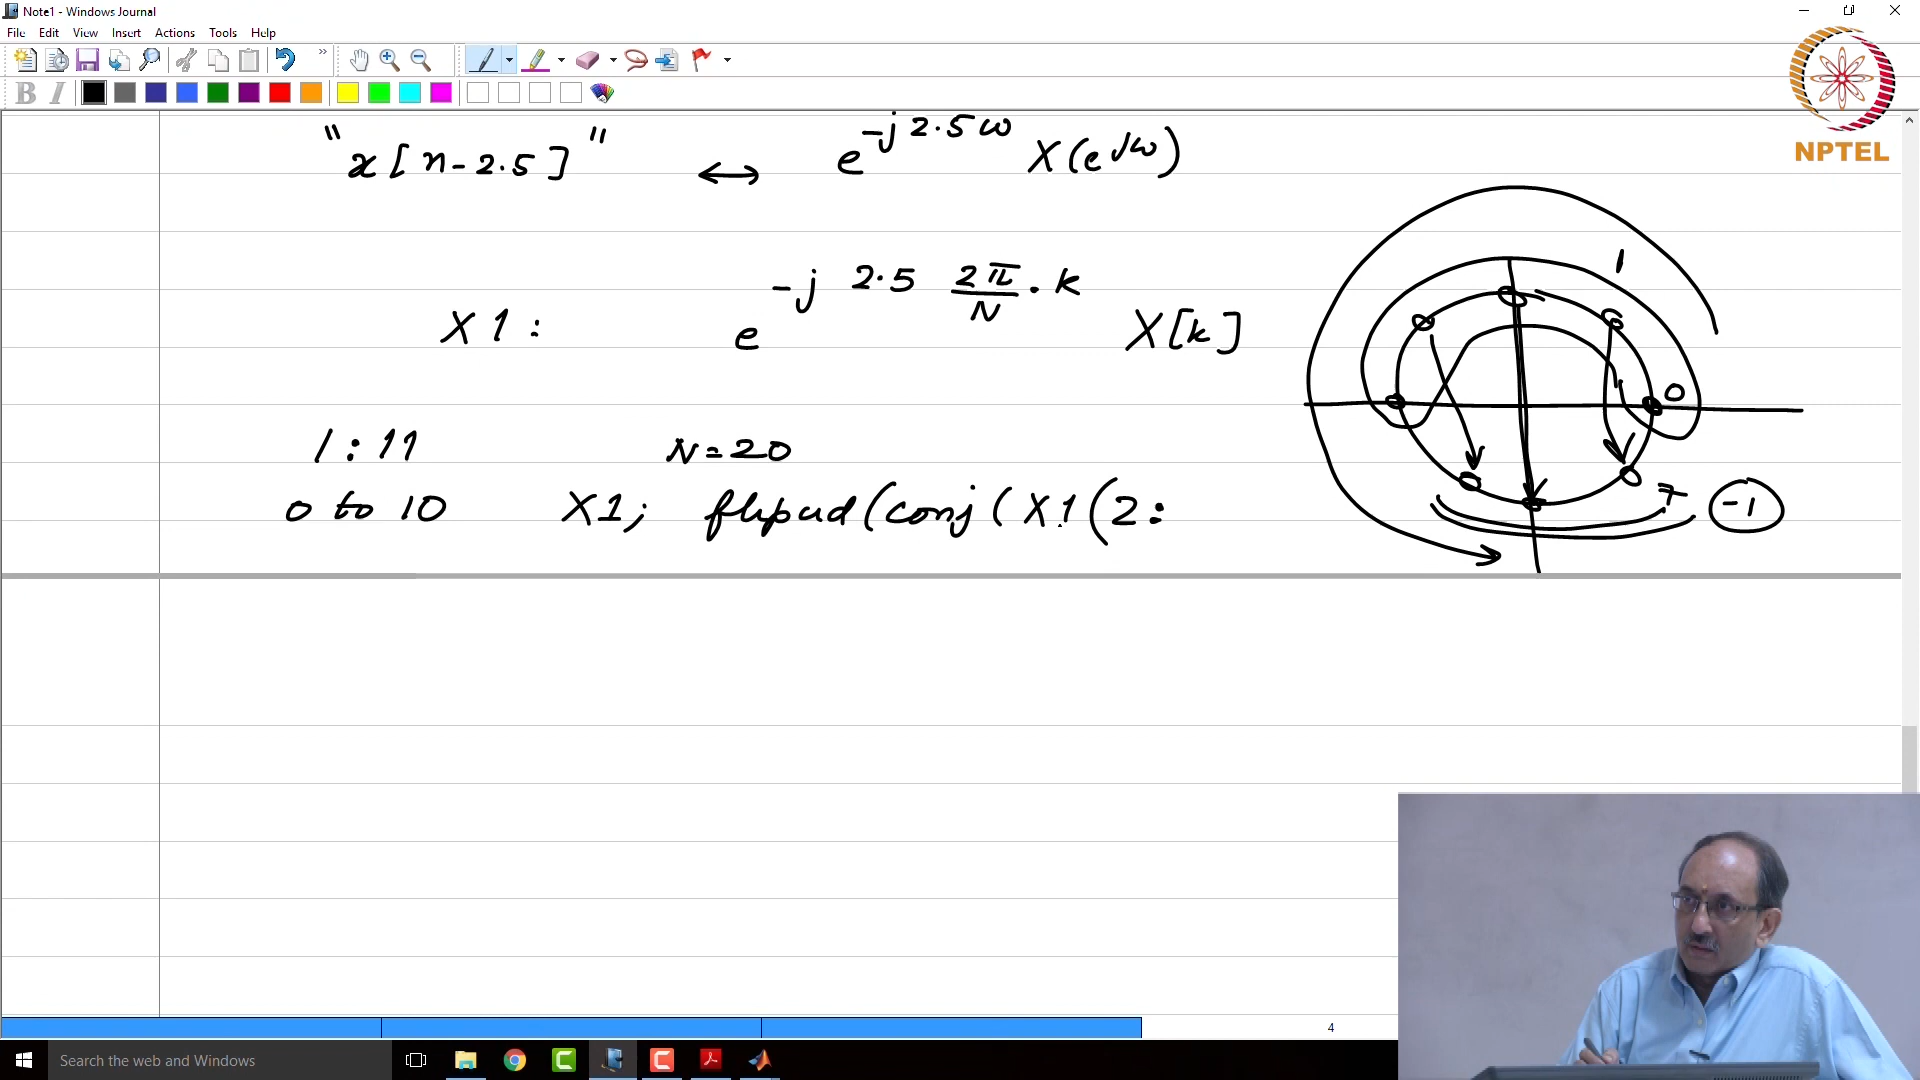 Note1 - Windows Journal
File Edit View Insert Actions Tools Help
B I
NPTEL
"x[n-2.5]" ↔ e^{-j2.5ω} X(e^{jω})
X1: e^{-j 2.5 \frac{2π}{N}·k} X[k]
1
0
1:11 N=20
7 -1
0 to 10 X1; flipud(conj(X1(2:
4
Search the web and Windows